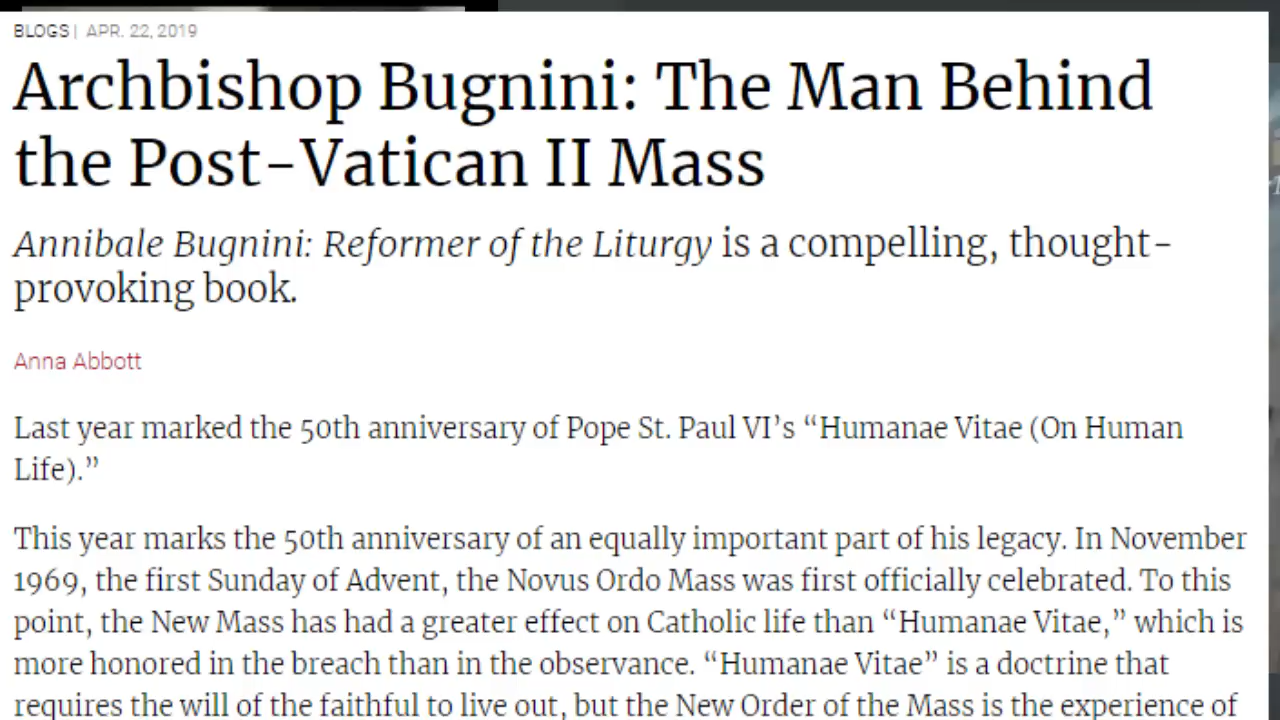 BLOGS | APR. 22, 2019
Archbishop Bugnini: The Man Behind
the Post-Vatican II Mass
Annibale Bugnini: Reformer of the Liturgy is a compelling, thought-
provoking book.
Anna Abbott
Last year marked the 50th anniversary of Pope St. Paul VI’s “Humanae Vitae (On Human
Life).”
This year marks the 50th anniversary of an equally important part of his legacy. In November
1969, the first Sunday of Advent, the Novus Ordo Mass was first officially celebrated. To this
point, the New Mass has had a greater effect on Catholic life than “Humanae Vitae,” which is
more honored in the breach than in the observance. “Humanae Vitae” is a doctrine that
requires the will of the faithful to live out, but the New Order of the Mass is the experience of